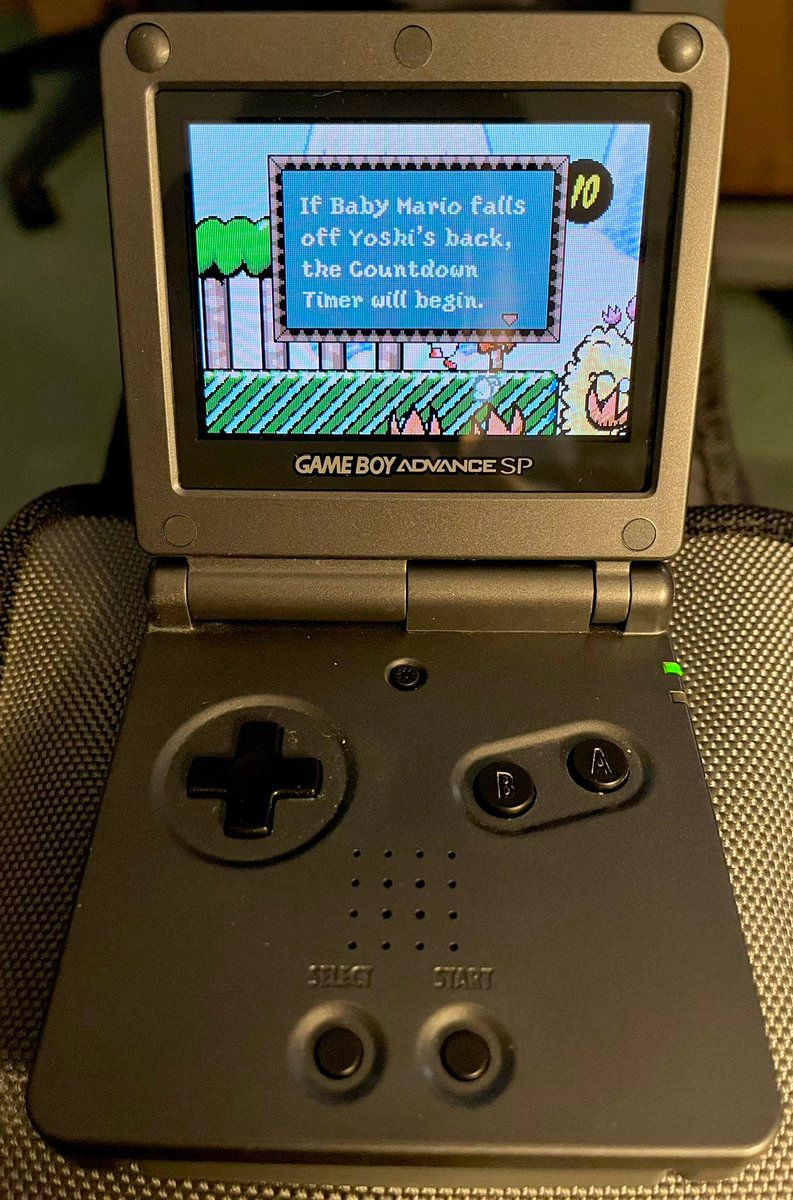 10
If Baby Mario falls
off Yoshi's back,
the Countdown
Timer will begin.
GAME BOY ADVANCE SP
B A
SELECT START